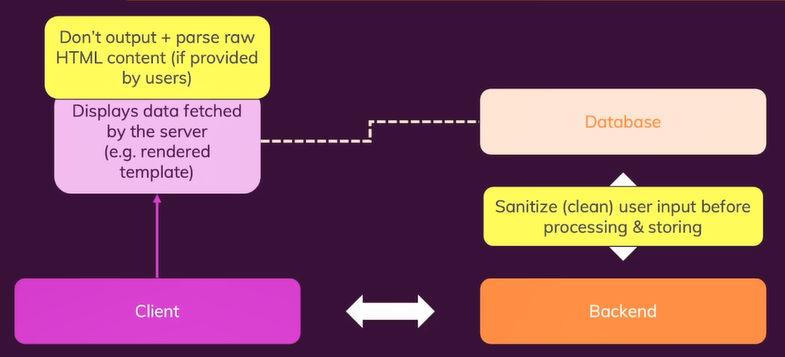 Don't output + parse raw
HTML content (if provided
by users)
Displays data fetched
by the server
(e.g. rendered
template)
Database
Sanitize (clean) user input before
processing & storing
Client
Backend